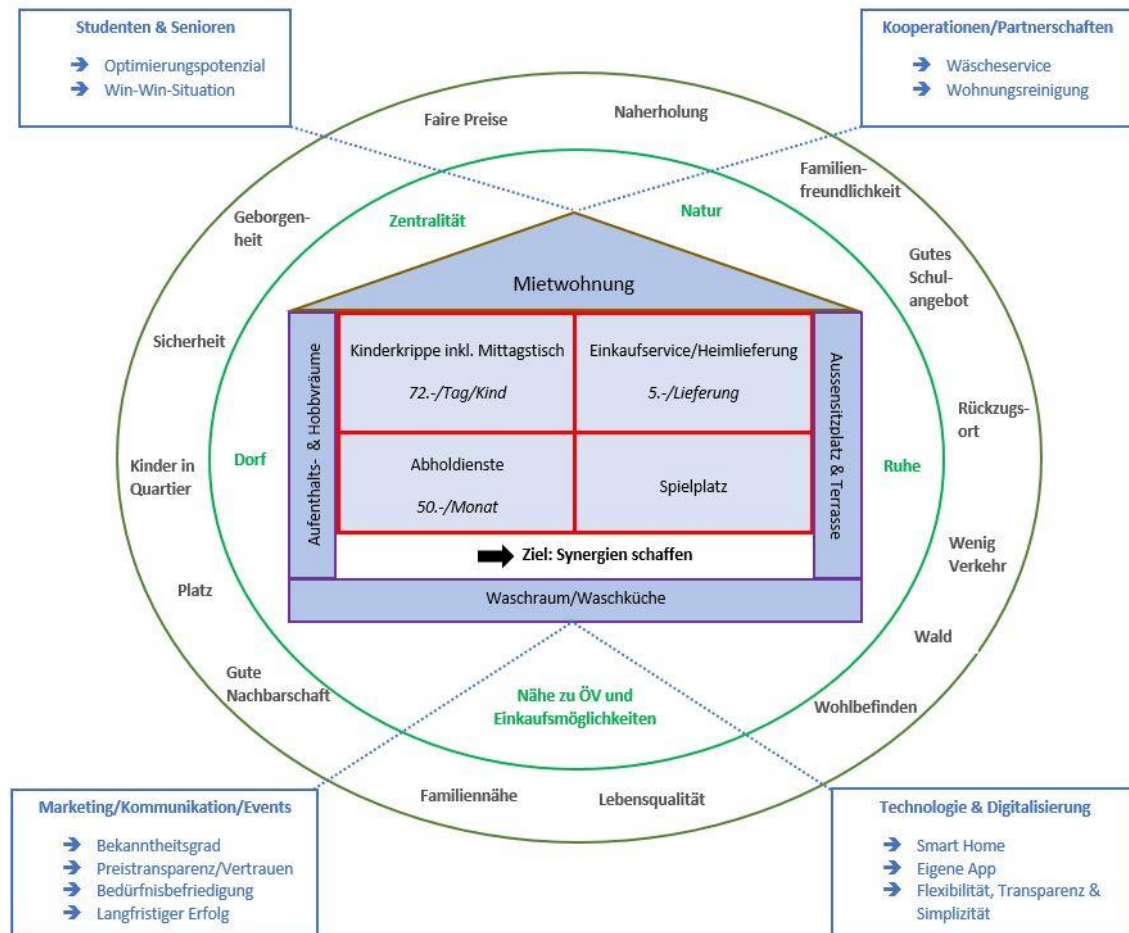 Studenten & Senioren
➔ Optimierungspotenzial
➔ Win-Win-Situation
Kooperationen/Partnerschaften
➔ Wäscheservice
➔ Wohnungsreinigung
Faire Preise
Naherholung
Familien-
freundlichkeit
Geborgen-
heit
Zentralität
Natur
Gutes
Schul-
angebot
Mietwohnung
Sicherheit
Aufenthalts- & Hobbvräume
Kinderkrippe inkl. Mittagstisch
72.-/Tag/Kind
Einkaufservice/Heimlieferung
5.-/Lieferung
Aussensitzplatz & Terrasse
Rückzugs-
ort
Kinder in
Quartier
Dorf
Abholdienste
50.-/Monat
Spielplatz
Ruhe
➔ Ziel: Synergien schaffen
Wenig
Verkehr
Platz
Waschraum/Waschküche
Wald
Gute
Nachbarschaft
Nähe zu ÖV und
Einkaufsmöglichkeiten
Wohlbefinden
Familiennähe
Lebensqualität
Marketing/Kommunikation/Events
➔ Bekanntheitsgrad
➔ Preistransparenz/Vertrauen
➔ Bedürfnisbefriedigung
➔ Langfristiger Erfolg
Technologie & Digitalisierung
➔ Smart Home
➔ Eigene App
➔ Flexibilität, Transparenz &
Simplizität